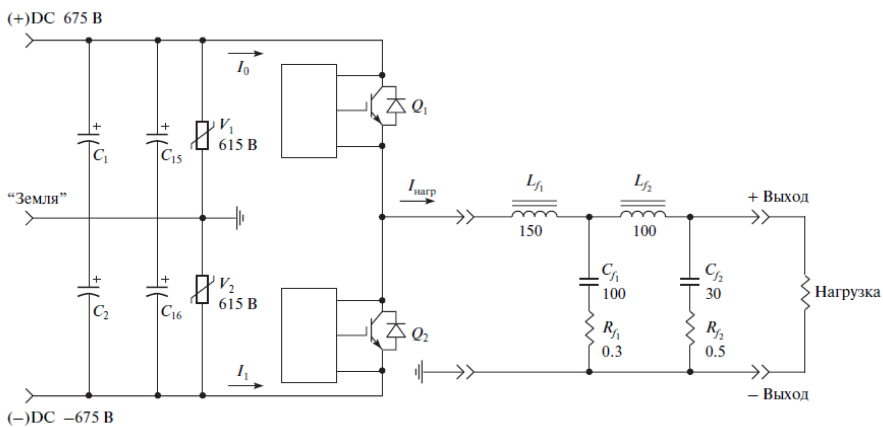 (+)DC 675 В
I₀
C₁
C₁₅
V₁
615 В
Q₁
“Земля”
Iнагр
Lf₁
150
Lf₂
100
+ Выход
C₂
C₁₆
V₂
615 В
Q₂
Cf₁
100
Rf₁
0.3
Cf₂
30
Rf₂
0.5
Нагрузка
I₁
(−)DC −675 В
− Выход